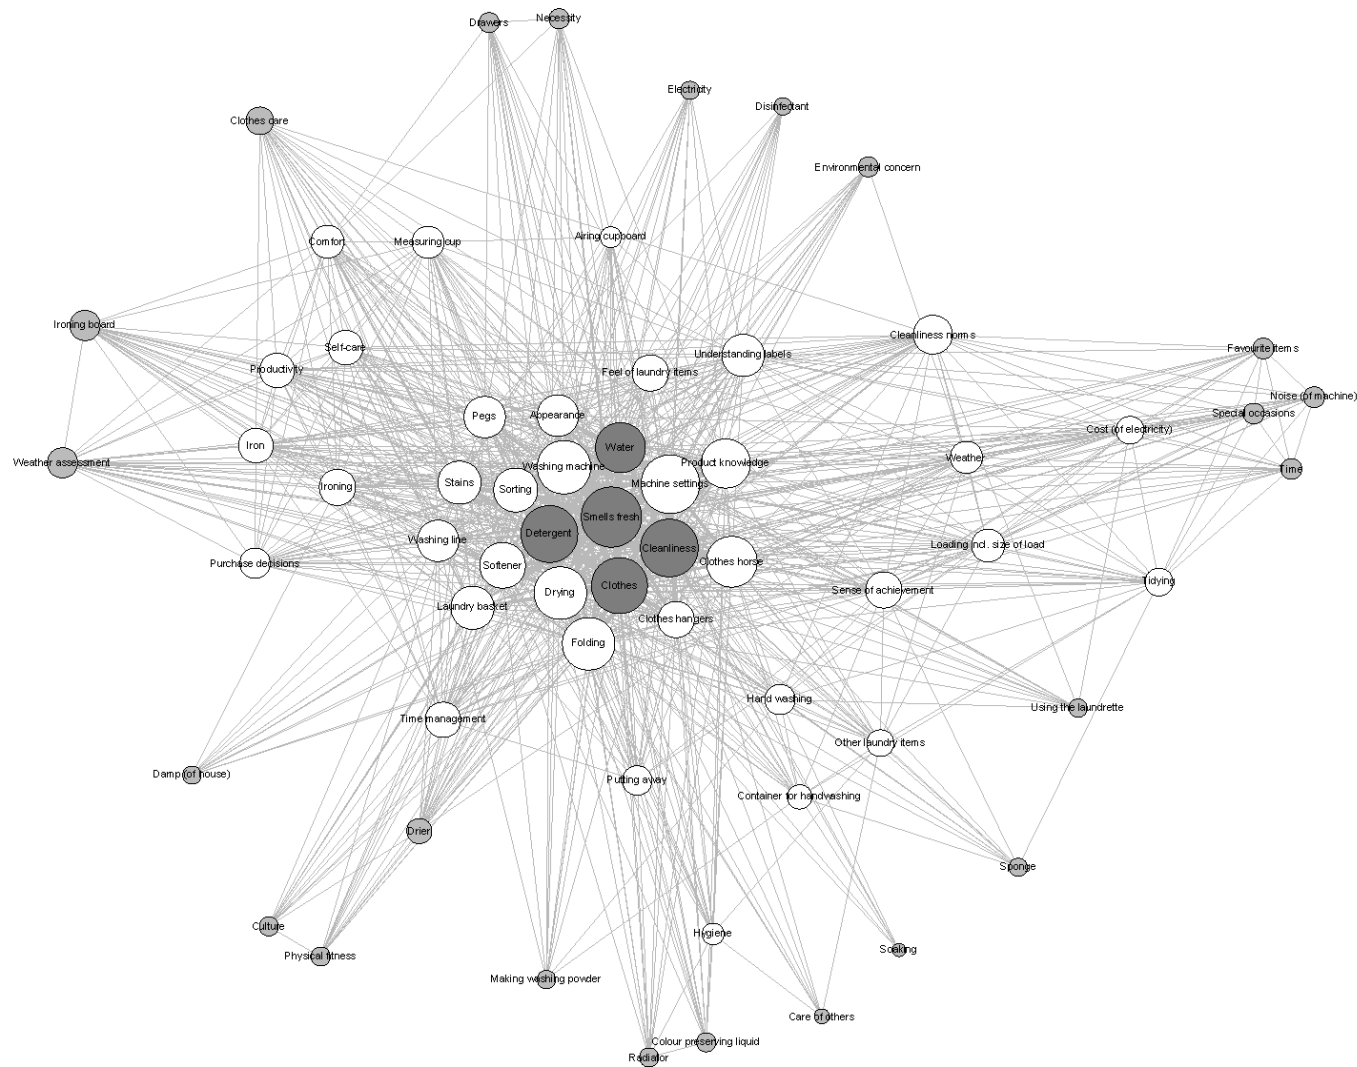 Drawers
Necessity
Electricity
Disinfectant
Clothes care
Environmental concern
Comfort
Measuring cup
Airing cupboard
Ironing board
Cleanliness norms
Self-care
Understanding labels
Favourite items
Productivity
Feel of laundry items
Noise (of machine)
Special occasions
Pegs
Appearance
Cost (of electricity)
Iron
Water
Weather assessment
Washing machine
Product knowledge
Weather
Time
Ironing
Stains
Sorting
Machine settings
Smells fresh
Detergent
Washing line
Cleanliness
Loading incl. size of load
Purchase decisions
Softener
Clothes horse
Tidying
Drying
Clothes
Sense of achievement
Laundry basket
Clothes hangers
Folding
Hand washing
Using the laundrette
Time management
Other laundry items
Damp (of house)
Putting away
Container for handwashing
Drier
Sponge
Culture
Hygiene
Soaking
Physical fitness
Making washing powder
Care of others
Colour preserving liquid
Radiator